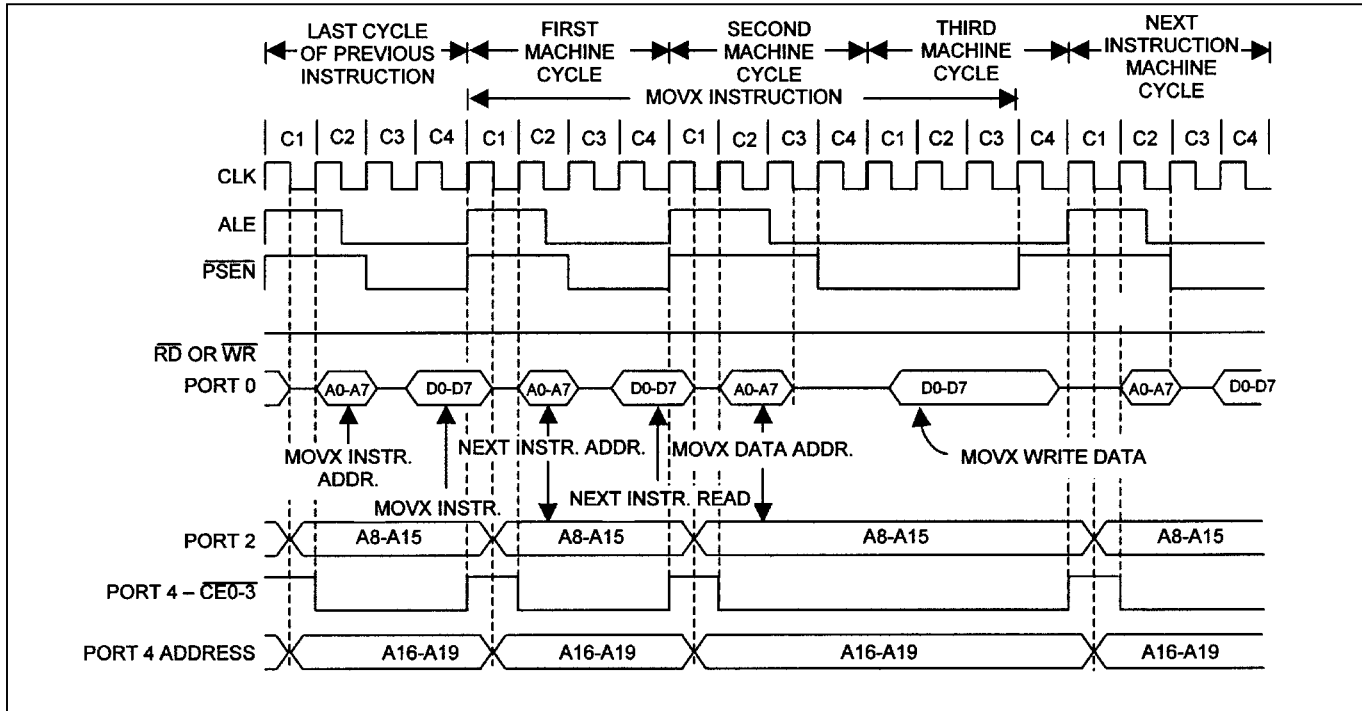 LAST CYCLE OF PREVIOUS INSTRUCTION
FIRST MACHINE CYCLE
SECOND MACHINE CYCLE
THIRD MACHINE CYCLE
NEXT INSTRUCTION MACHINE CYCLE
MOVX INSTRUCTION
C1 C2 C3 C4 C1 C2 C3 C4 C1 C2 C3 C4 C1 C2 C3 C4 C1 C2 C3 C4
CLK
ALE
PSEN
RD OR WR
PORT 0 A0-A7 D0-D7 A0-A7 D0-D7 A0-A7 D0-D7 A0-A7 D0-D7
MOVX INSTR. ADDR.
MOVX INSTR.
NEXT INSTR. ADDR.
NEXT INSTR. READ
MOVX DATA ADDR.
MOVX WRITE DATA
PORT 2 A8-A15 A8-A15 A8-A15 A8-A15
PORT 4 – CE0-3
PORT 4 ADDRESS A16-A19 A16-A19 A16-A19 A16-A19